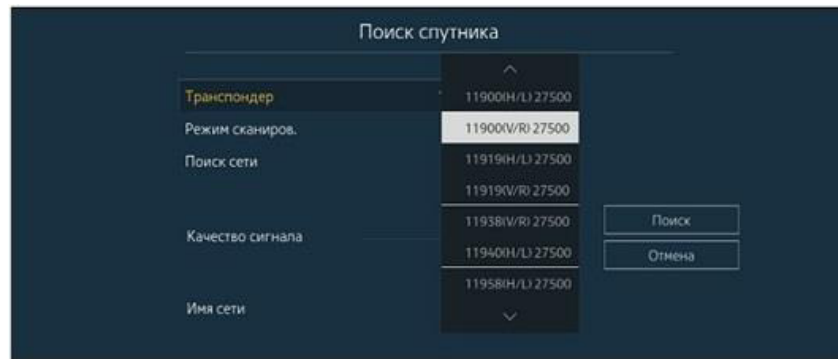 Поиск спутника
Транспондер
Режим сканиров.
Поиск сети
Качество сигнала
Имя сети
11900(H/L) 27500
11900(V/R) 27500
11919(H/L) 27500
11919(V/R) 27500
11938(V/R) 27500
11940(H/L) 27500
11958(H/L) 27500
Поиск
Отмена